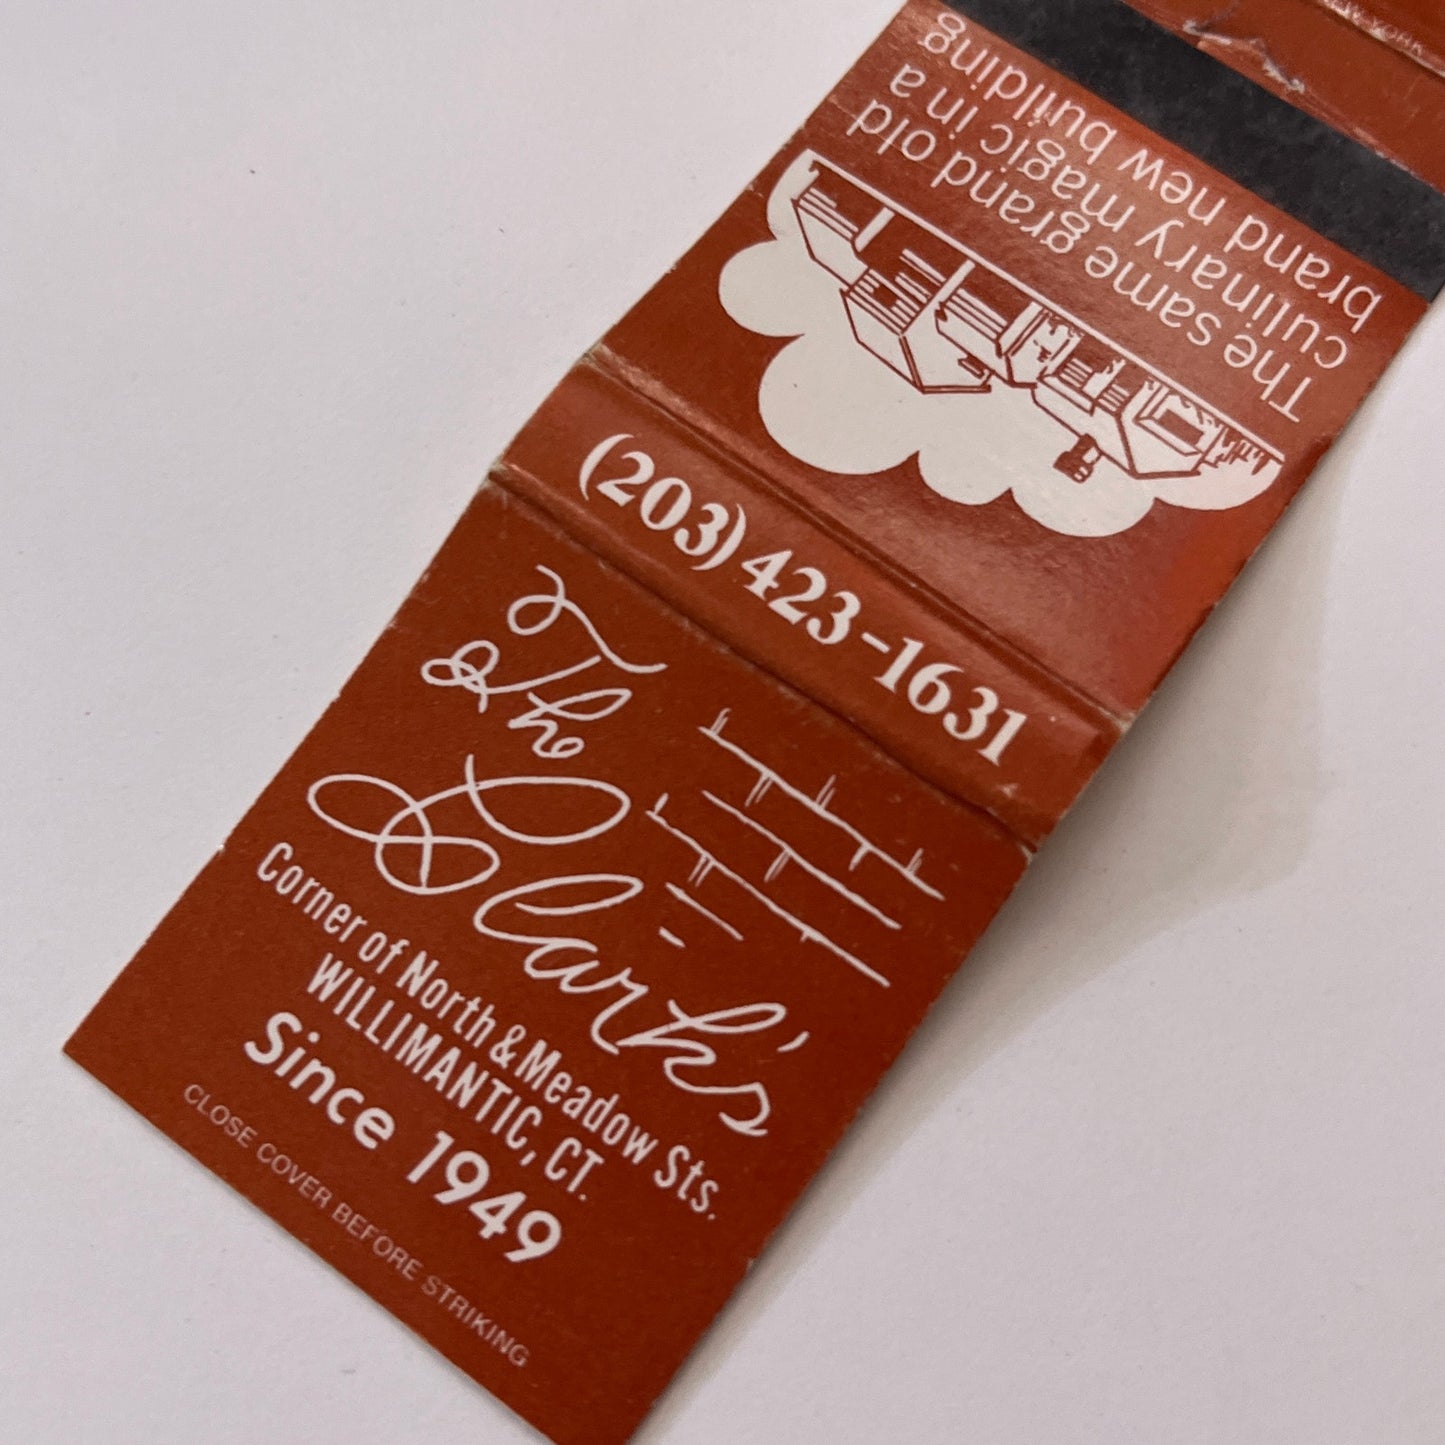 The
Clark's
Corner of North & Meadow Sts.
WILLIMANTIC, CT.
Since 1949
CLOSE COVER BEFORE STRIKING
(203) 423-1631
The same grand old
culinary magic in a
brand new building
YORK